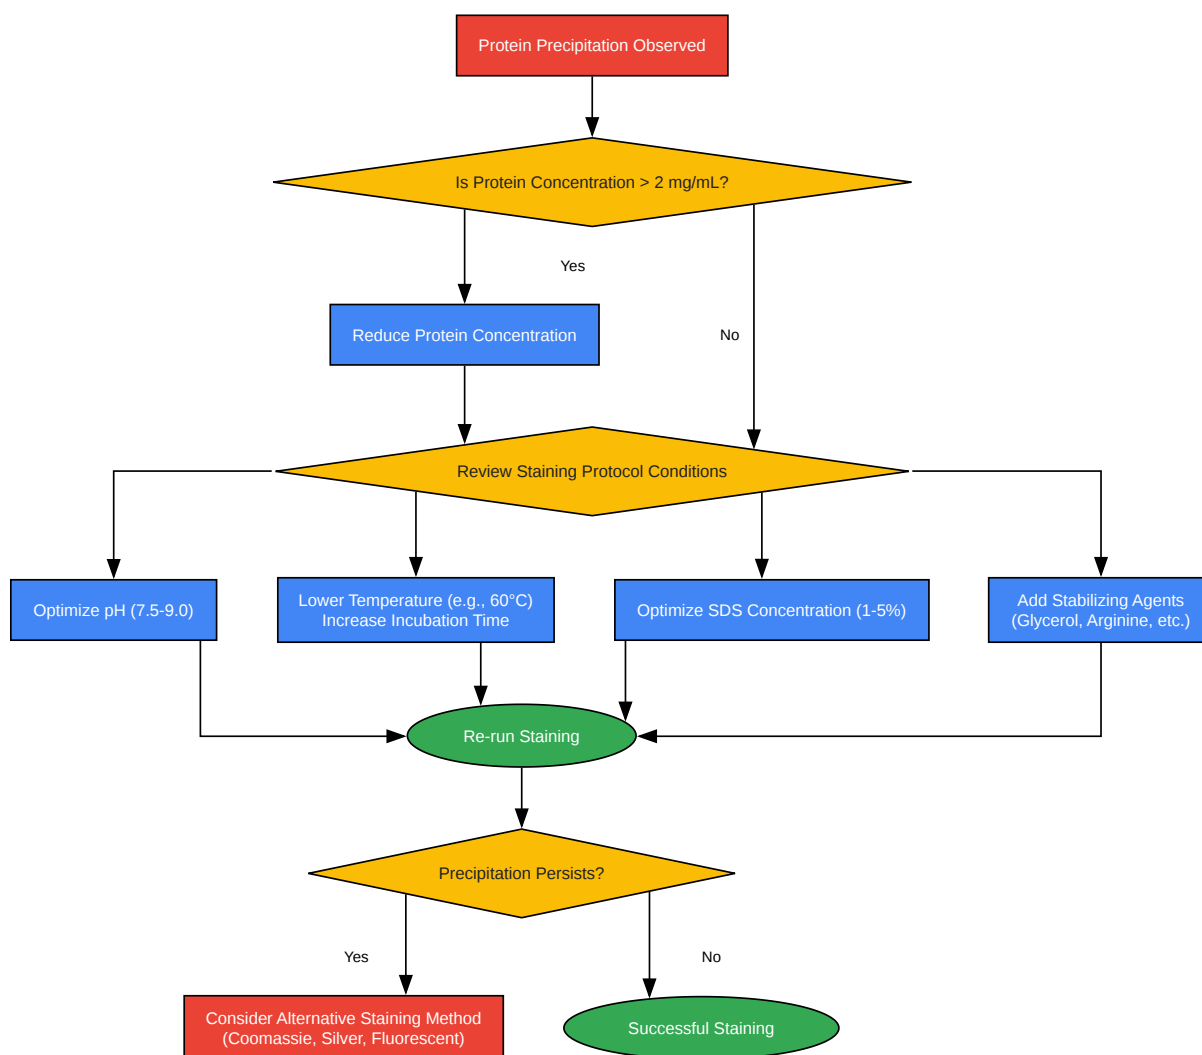 Protein Precipitation Observed
Is Protein Concentration > 2 mg/mL?
Yes
Reduce Protein Concentration
No
Review Staining Protocol Conditions
Optimize pH (7.5-9.0)
Lower Temperature (e.g., 60°C)
Increase Incubation Time
Optimize SDS Concentration (1-5%)
Add Stabilizing Agents
(Glycerol, Arginine, etc.)
Re-run Staining
Precipitation Persists?
Yes
No
Consider Alternative Staining Method
(Coomassie, Silver, Fluorescent)
Successful Staining